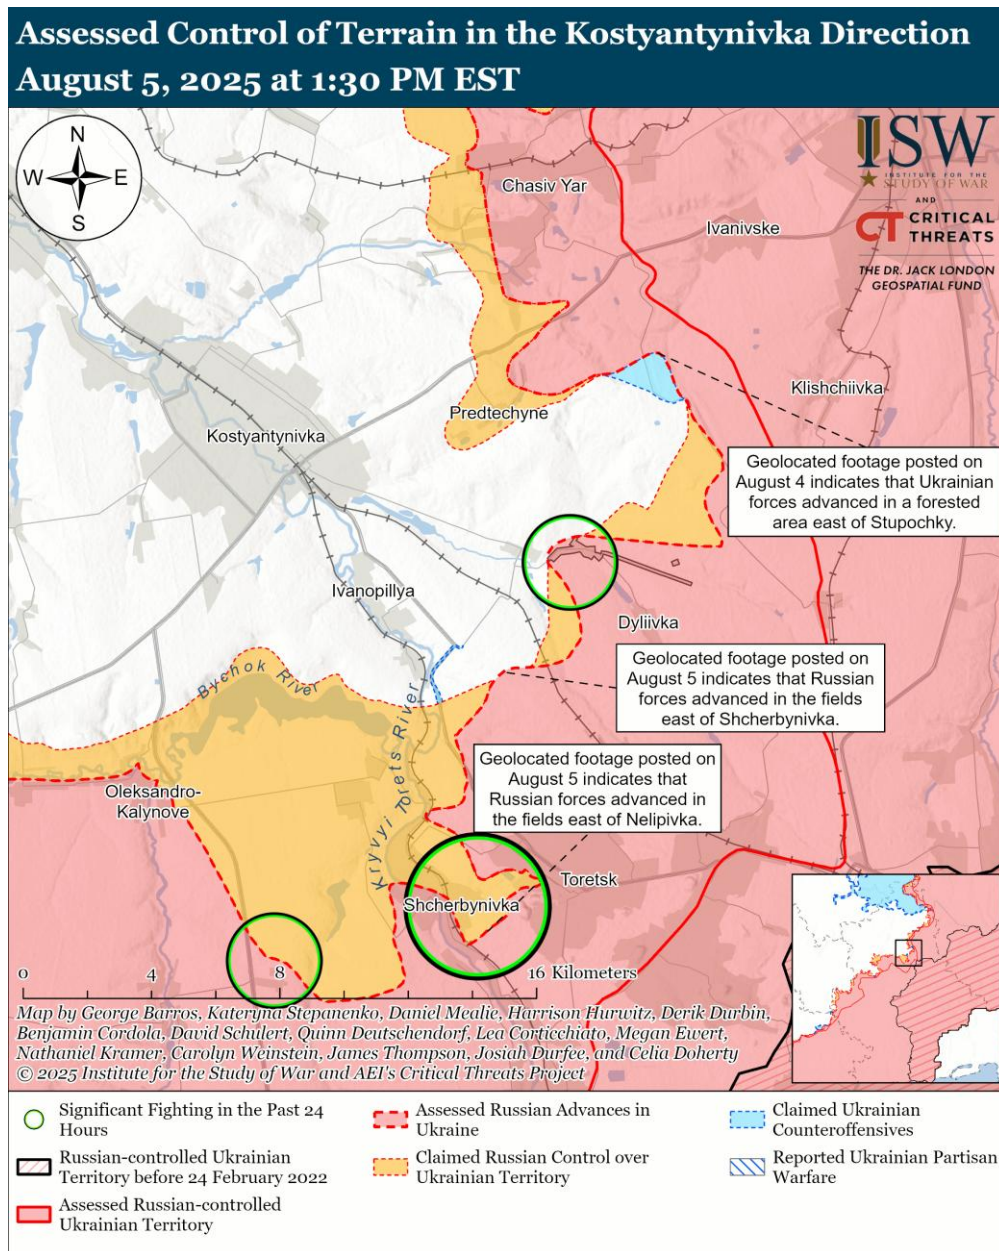 Assessed Control of Terrain in the Kostyantynivka Direction
August 5, 2025 at 1:30 PM EST
N
W E
S
ISW
INSTITUTE FOR THE
STUDY OF WAR
AND
CT CRITICAL
THREATS
THE DR. JACK LONDON
GEOSPATIAL FUND
Chasiv Yar
Ivanivske
Klishchiivka
Predtechyne
Kostyantynivka
Geolocated footage posted on
August 4 indicates that Ukrainian
forces advanced in a forested
area east of Stupochky.
Ivanopillya
Dyliivka
Geolocated footage posted on
August 5 indicates that Russian
forces advanced in the fields
east of Shcherbynivka.
Bychok River
Kryvyi Torets River
Geolocated footage posted on
August 5 indicates that
Russian forces advanced in
the fields east of Nelipivka.
Oleksandro-
Kalynove
Toretsk
Shcherbynivka
0 4 8 16 Kilometers
Map by George Barros, Kateryna Stepanenko, Daniel Mealie, Harrison Hurwitz, Derik Durbin,
Benjamin Cordola, David Schulert, Quinn Deutschendorf, Lea Corticchiato, Megan Ewert,
Nathaniel Kramer, Carolyn Weinstein, James Thompson, Josiah Durfee, and Celia Doherty
© 2025 Institute for the Study of War and AEI's Critical Threats Project
Significant Fighting in the Past 24
Hours
Russian-controlled Ukrainian
Territory before 24 February 2022
Assessed Russian-controlled
Ukrainian Territory
Assessed Russian Advances in
Ukraine
Claimed Russian Control over
Ukrainian Territory
Claimed Ukrainian
Counteroffensives
Reported Ukrainian Partisan
Warfare